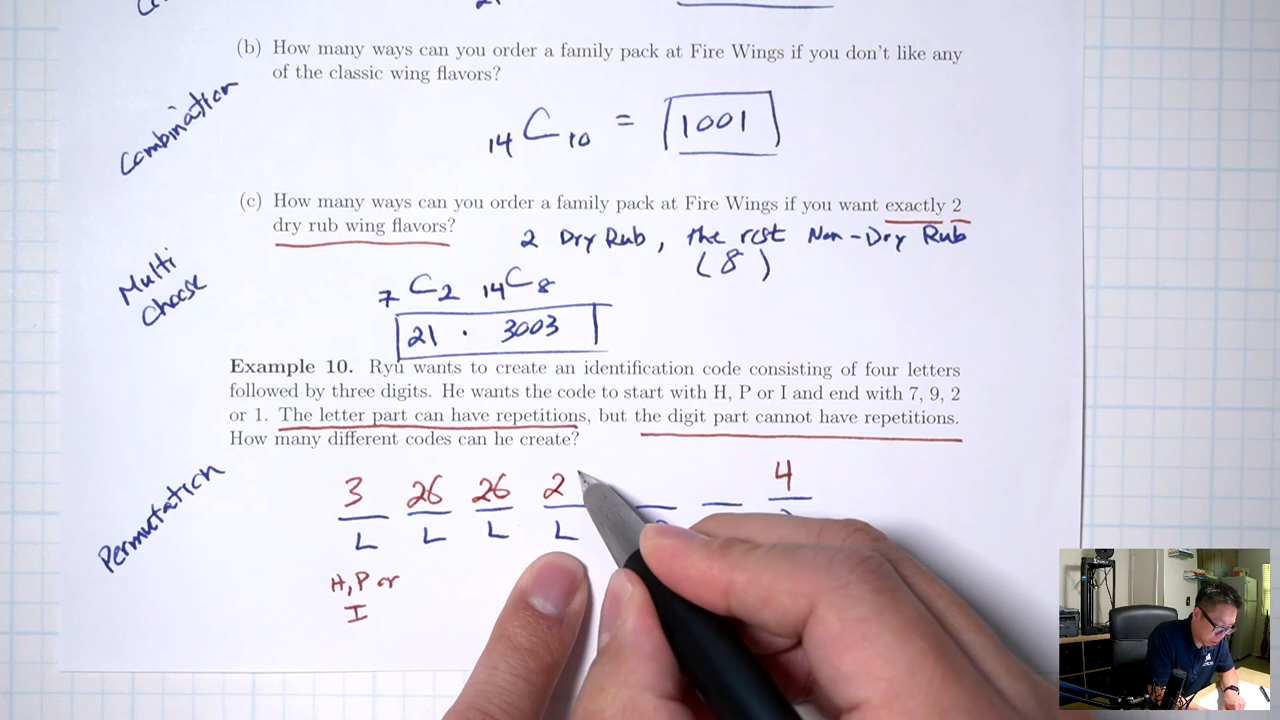 (b) How many ways can you order a family pack at Fire Wings if you don't like any
of the classic wing flavors?
Combination
14 C 10 = 1001
(c) How many ways can you order a family pack at Fire Wings if you want exactly 2
dry rub wing flavors?
2 Dry Rub, the rest Non-Dry Rub
(8)
Multi
choose
7 C 2 14 C 8
21 · 3003
Example 10. Ryu wants to create an identification code consisting of four letters
followed by three digits. He wants the code to start with H, P or I and end with 7, 9, 2
or 1. The letter part can have repetitions, but the digit part cannot have repetitions.
How many different codes can he create?
Permutation
3 26 26 2 4
L L L L
H, P or
I